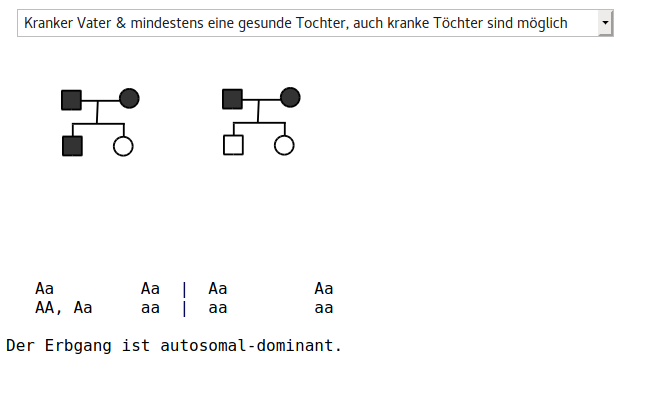 Kranker Vater & mindestens eine gesunde Tochter, auch kranke Töchter sind möglich
Aa Aa | Aa Aa
AA, Aa aa | aa aa
Der Erbgang ist autosomal-dominant.